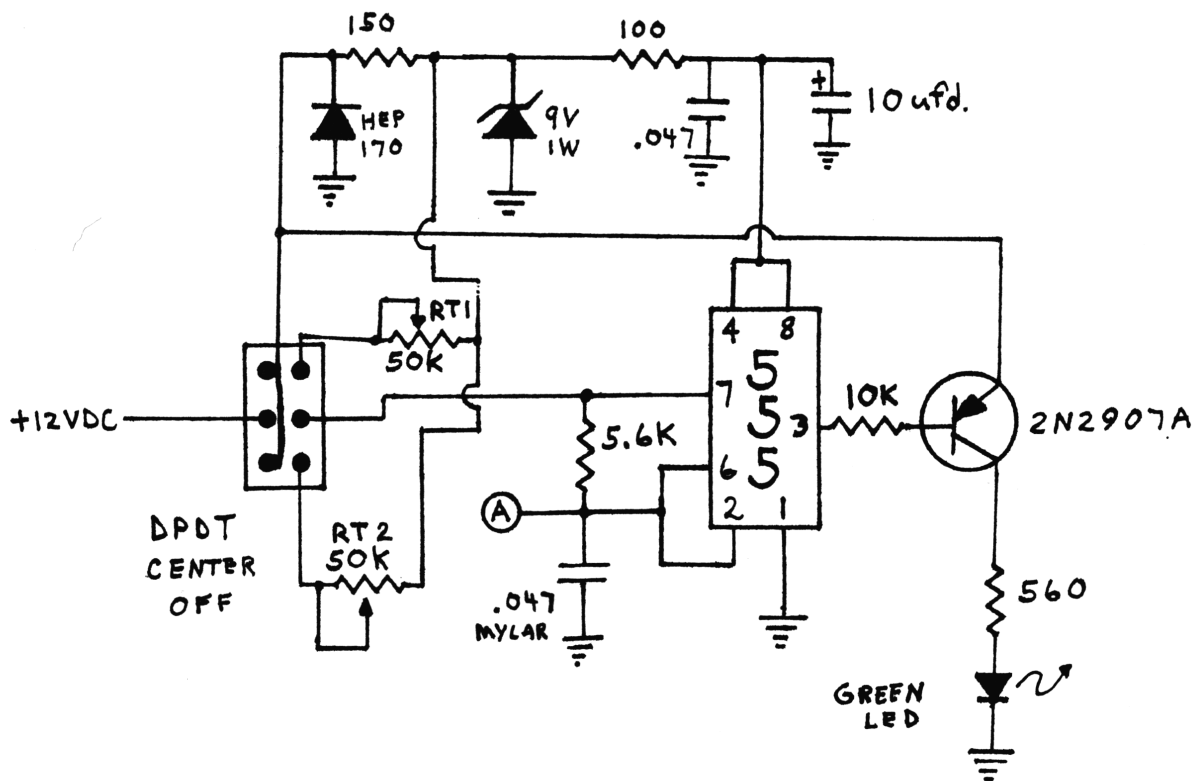 150
100
HEP
170
9V
1W
.047
+
10 ufd.
RT1
50K
4 8
5
7
5
3
10K
2N2907A
+12VDC
5.6K
6
5
A
2 1
DPDT
CENTER
OFF
RT2
50K
.047
MYLAR
560
GREEN
LED